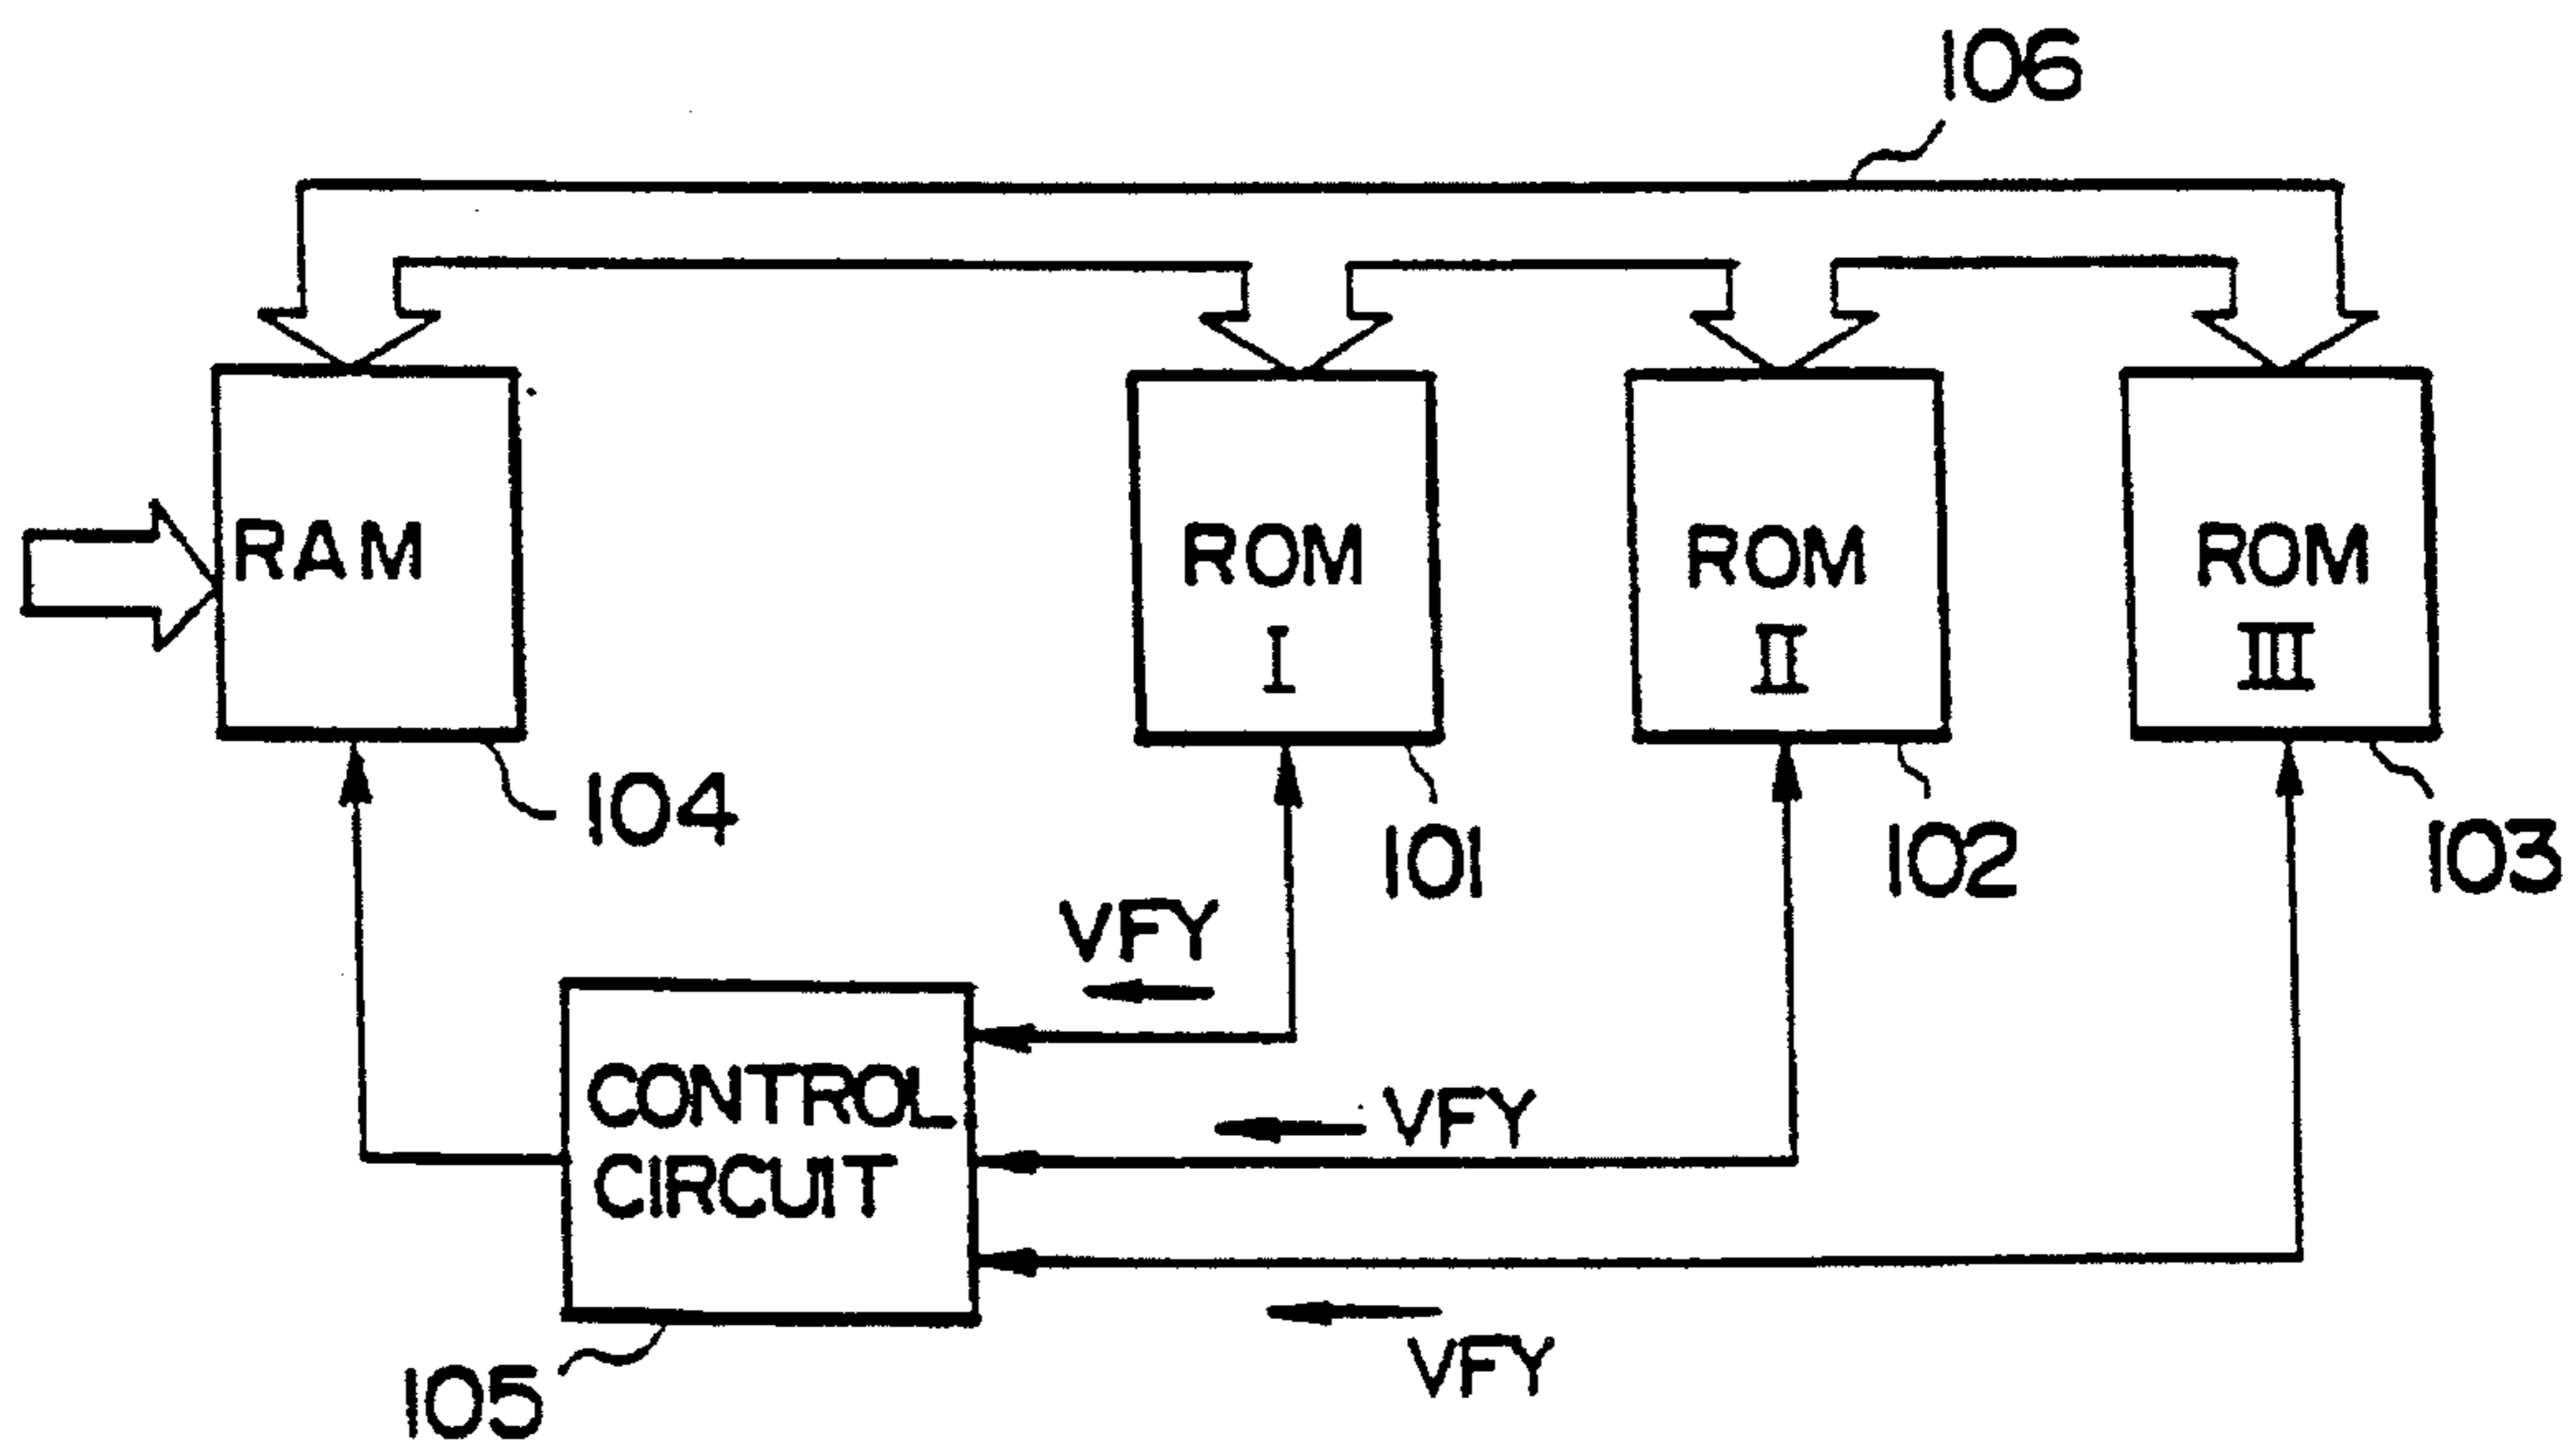 106
RAM
ROM
I
ROM
II
ROM
III
104
101
102
103
VFY
VFY
CONTROL
CIRCUIT
VFY
105